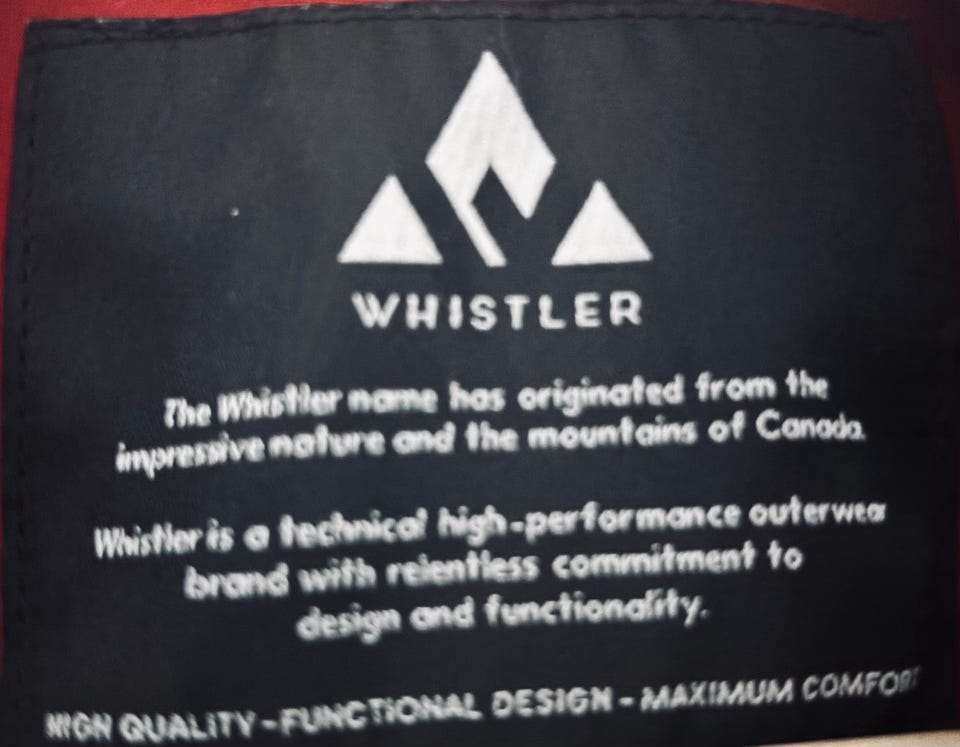 WHISTLER
The Whistler name has originated from the
impressive nature and the mountains of Canada.
Whistler is a technical high-performance outerwear
brand with relentless commitment to
design and functionality.
HIGH QUALITY - FUNCTIONAL DESIGN - MAXIMUM COMFORT